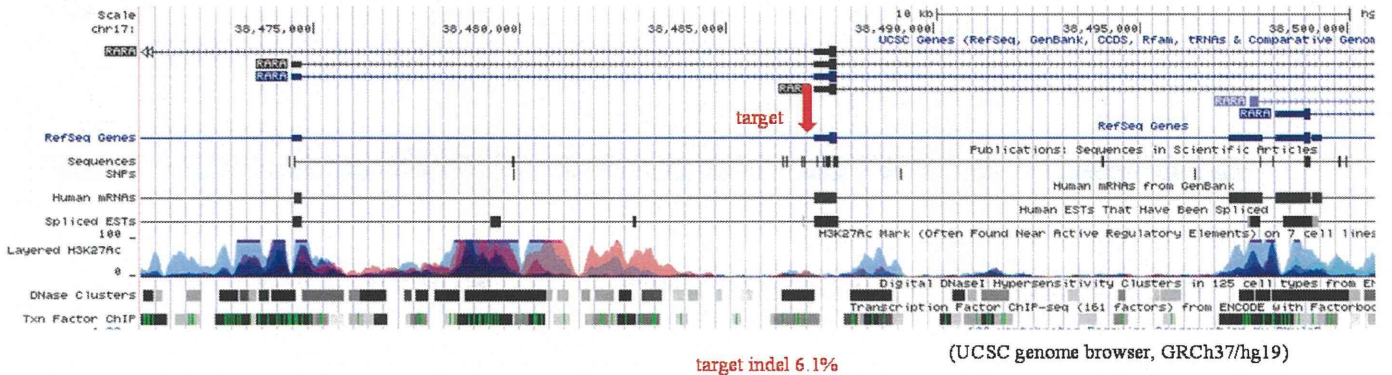 Scale 10 kb hg
chr17: 38,475,000 38,480,000 38,485,000 38,490,000 38,495,000 38,500,000
UCSC Genes (RefSeq, GenBank, CCDS, Rfam, tRNAs & Comparative Genom
RARA
RARA
RARA
RAR
RARA
RARA
target
RefSeq Genes
RefSeq Genes
Publications: Sequences in Scientific Articles
Sequences
SNPs
Human mRNAs from GenBank
Human mRNAs
Human ESTs That Have Been Spliced
Spliced ESTs
100
H3K27Ac Mark (Often Found Near Active Regulatory Elements) on 7 cell lines
Layered H3K27Ac
0
Digital DNaseI Hypersensitivity Clusters in 125 cell types from EN
DNase Clusters
Transcription Factor ChIP-seq (161 factors) from ENCODE with Factorboo
Txn Factor ChIP
(UCSC genome browser, GRCh37/hg19)
target indel 6.1%